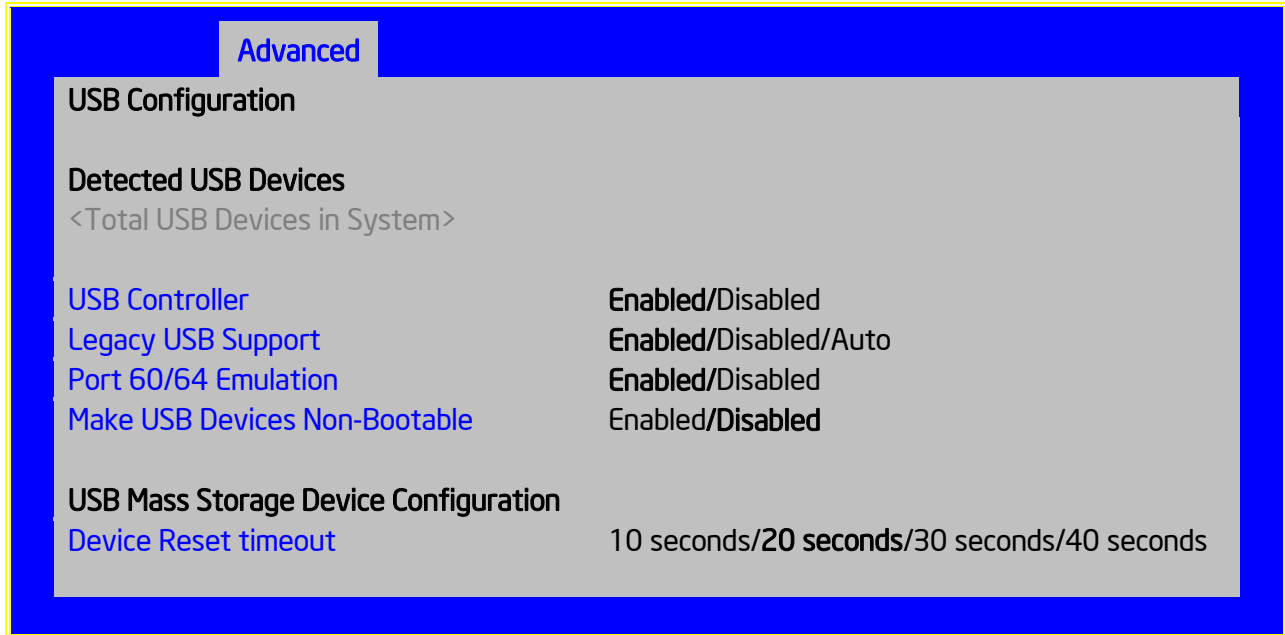 Advanced
USB Configuration
Detected USB Devices
<Total USB Devices in System>
USB Controller Enabled/Disabled
Legacy USB Support Enabled/Disabled/Auto
Port 60/64 Emulation Enabled/Disabled
Make USB Devices Non-Bootable Enabled/Disabled
USB Mass Storage Device Configuration
Device Reset timeout 10 seconds/20 seconds/30 seconds/40 seconds